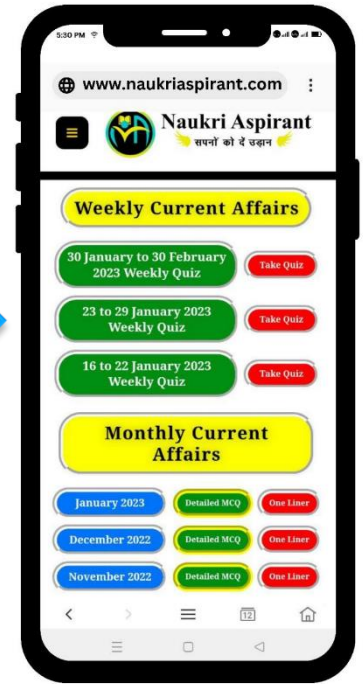 5:30 PM
www.naukriaspirant.com
Naukri Aspirant
सपनों को दें उड़ान
Weekly Current Affairs
30 January to 30 February
2023 Weekly Quiz
Take Quiz
23 to 29 January 2023
Weekly Quiz
Take Quiz
16 to 22 January 2023
Weekly Quiz
Take Quiz
Monthly Current
Affairs
January 2023 Detailed MCQ One Liner
December 2022 Detailed MCQ One Liner
November 2022 Detailed MCQ One Liner
12